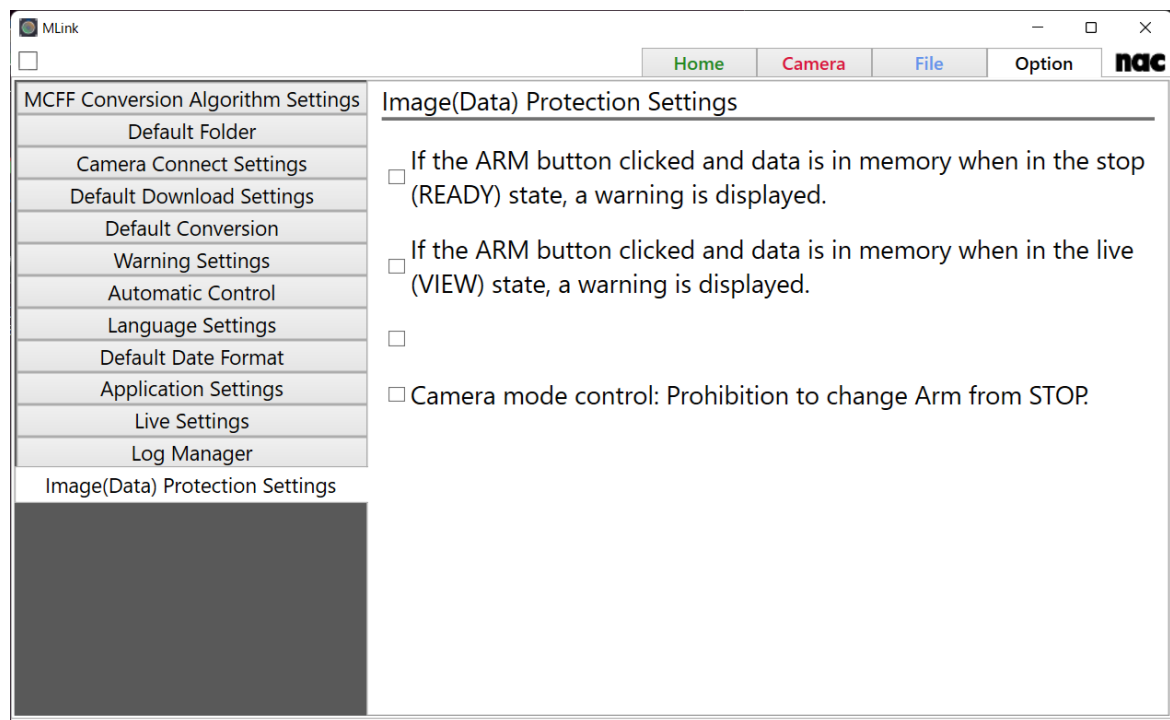 MLink
Home
Camera
File
Option
nac
MCFF Conversion Algorithm Settings
Default Folder
Camera Connect Settings
Default Download Settings
Default Conversion
Warning Settings
Automatic Control
Language Settings
Default Date Format
Application Settings
Live Settings
Log Manager
Image(Data) Protection Settings
Image(Data) Protection Settings
If the ARM button clicked and data is in memory when in the stop
(READY) state, a warning is displayed.
If the ARM button clicked and data is in memory when in the live
(VIEW) state, a warning is displayed.
Camera mode control: Prohibition to change Arm from STOP.